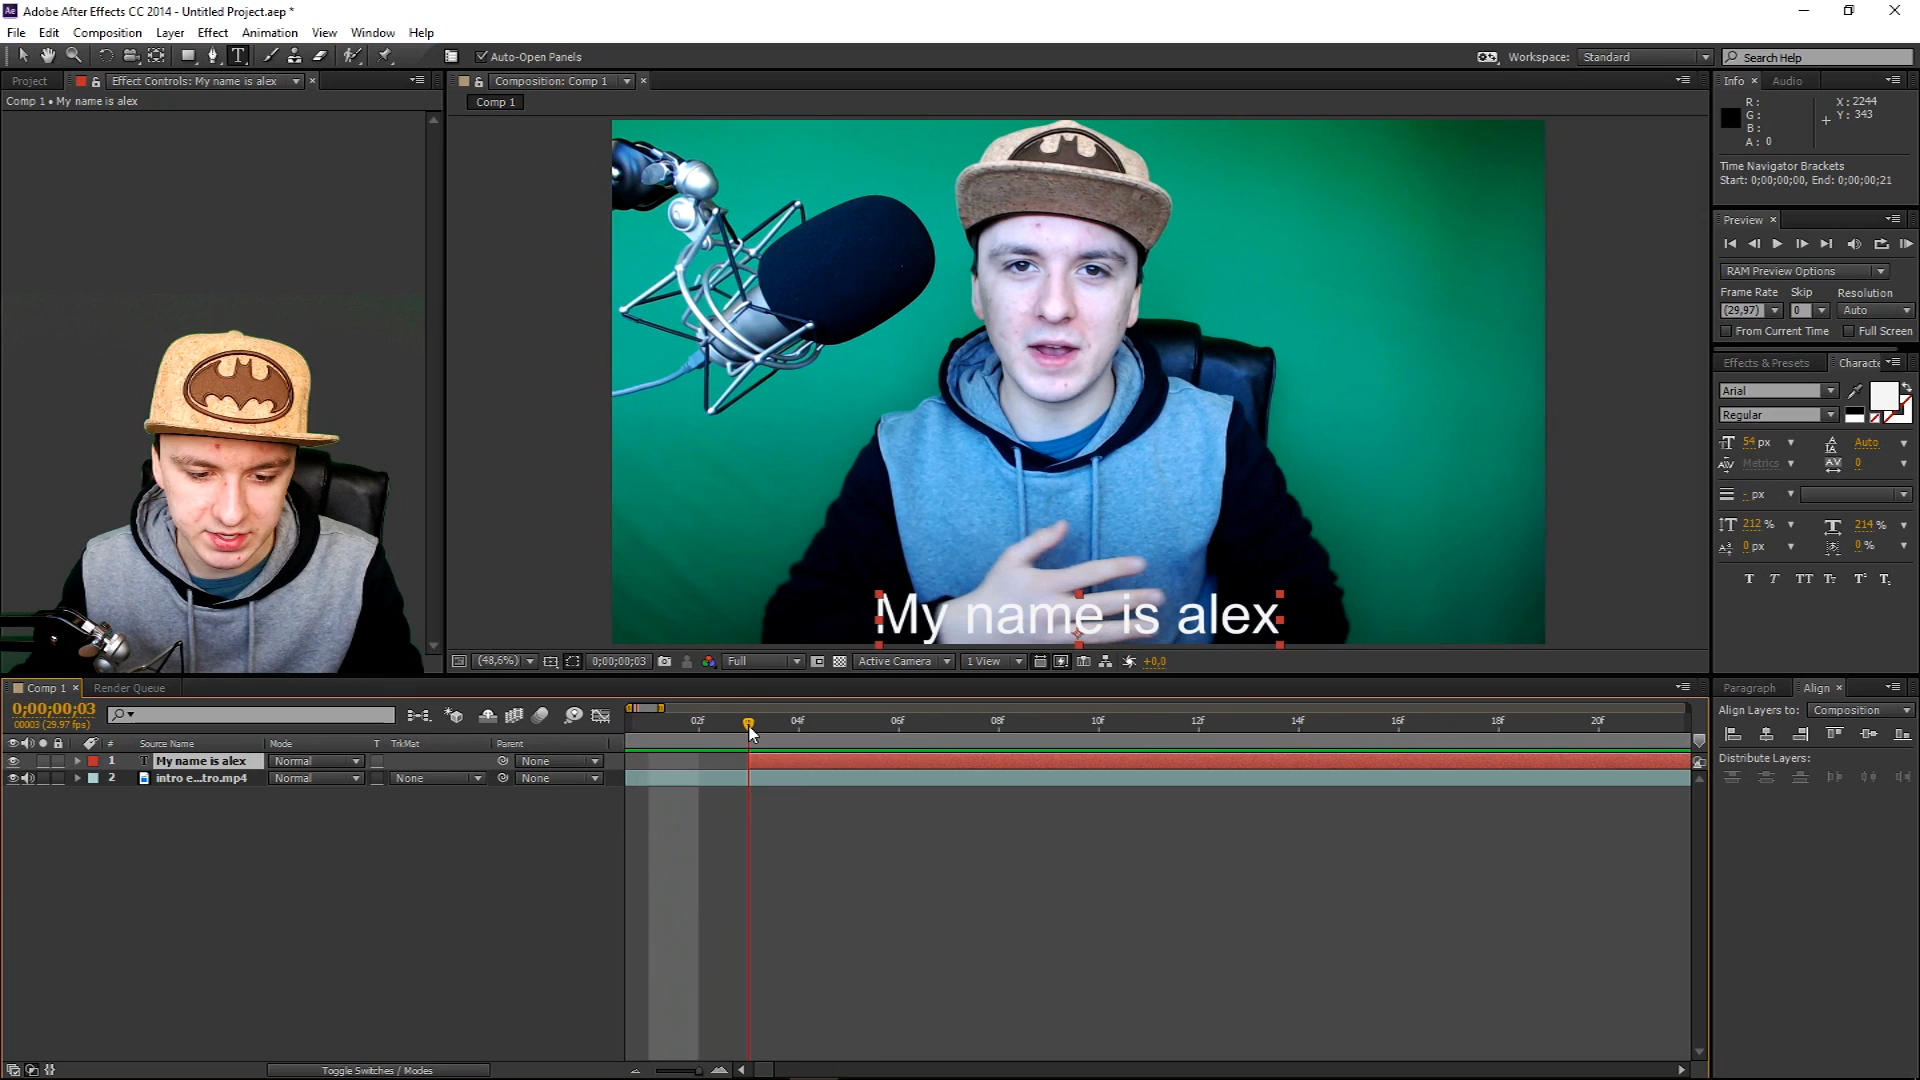 Adobe After Effects CC 2014 - Untitled Project.aep *
File Edit Composition Layer Effect Animation View Window Help
Auto-Open Panels
Workspace: Standard
Search Help
Project
Effect Controls: My name is alex
Composition: Comp 1
Info
Audio
Comp 1 • My name is alex
Comp 1
R :
G :
B :
A : 0
X : 2244
Y : 343
Time Navigator Brackets
Start: 0;00;00;00, End: 0;00;00;21
Preview
RAM Preview Options
Frame Rate Skip Resolution
(29,97) 0 Auto
From Current Time Full Screen
Effects & Presets
Characte
Arial
Regular
54 px Auto
Metrics 0
- px
212 % 214 %
0 px 0 %
T T TT Tт T¹ T₁
My name is alex
(48,6%) 0;00;00;03 Full Active Camera 1 View +0,0
Comp 1
Render Queue
Paragraph
Align
0;00;00;03
00003 (29.97 fps)
02f 04f 06f 08f 10f 12f 14f 16f 18f 20f
Align Layers to: Composition
# Source Name Mode T TrkMat Parent
1 T My name is alex Normal None
2 intro e...tro.mp4 Normal None None
Distribute Layers:
Toggle Switches / Modes